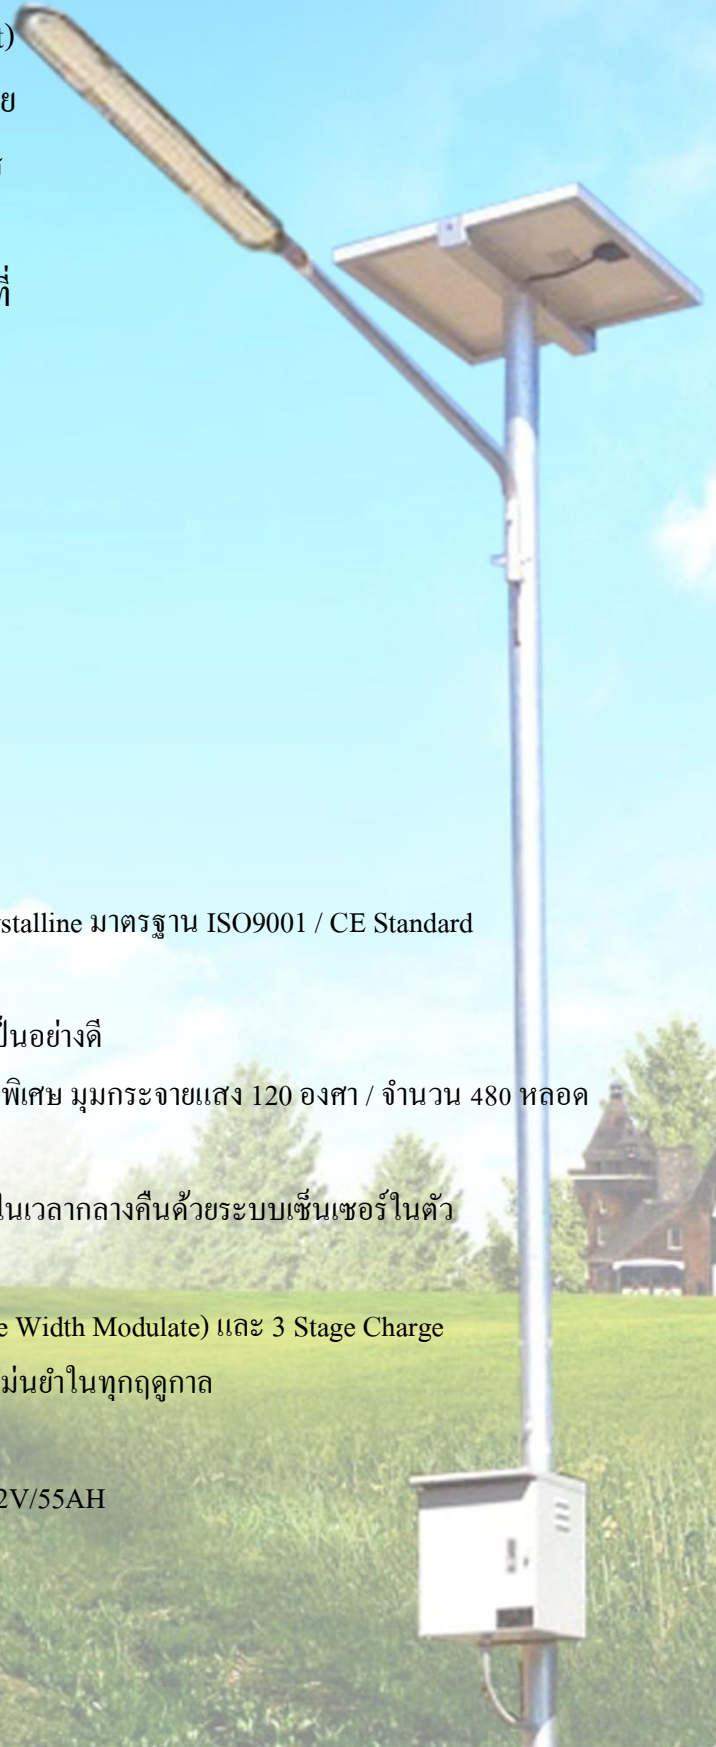 t)
ย
ที่
stalline มาตรฐาน ISO9001 / CE Standard
ป็นอย่างดี
พิเศษ มุมกระจายแสง 120 องศา / จำนวน 480 หลอด
ในเวลากลางคืนด้วยระบบเซ็นเซอร์ในตัว
e Width Modulate) และ 3 Stage Charge
ม่นยำในทุกฤดูกาล
2V/55AH